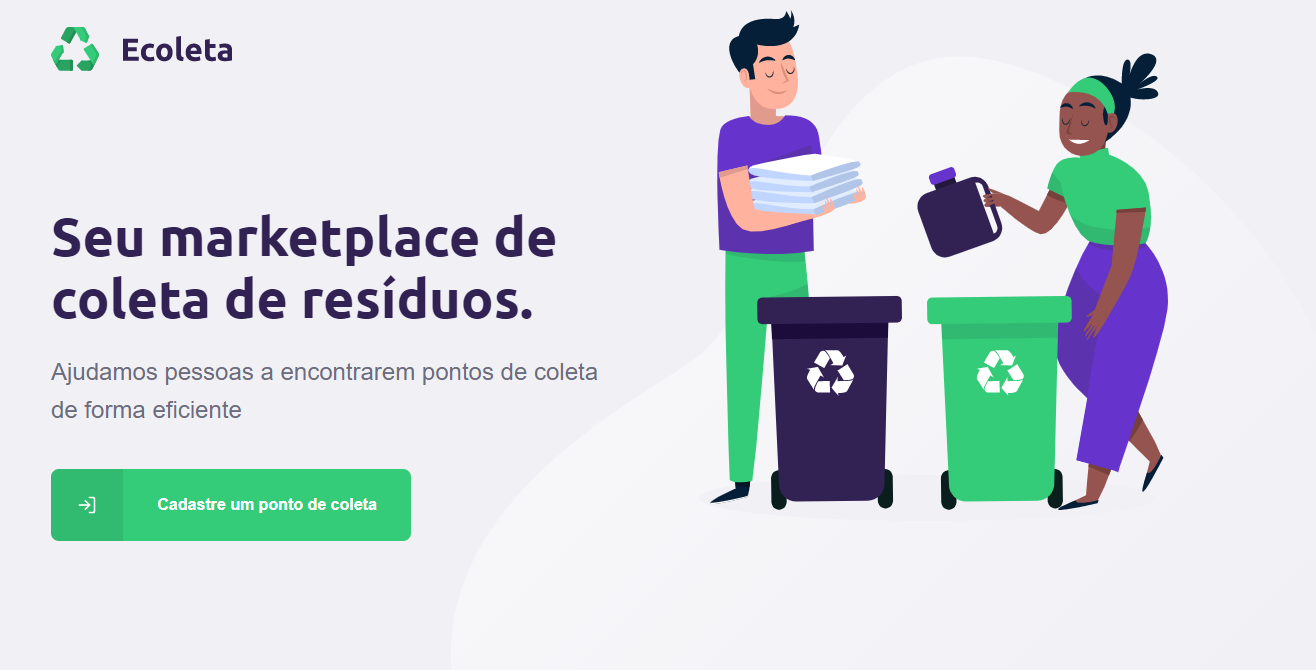 Ecoleta
Seu marketplace de
coleta de resíduos.
Ajudamos pessoas a encontrarem pontos de coleta
de forma eficiente
Cadastre um ponto de coleta